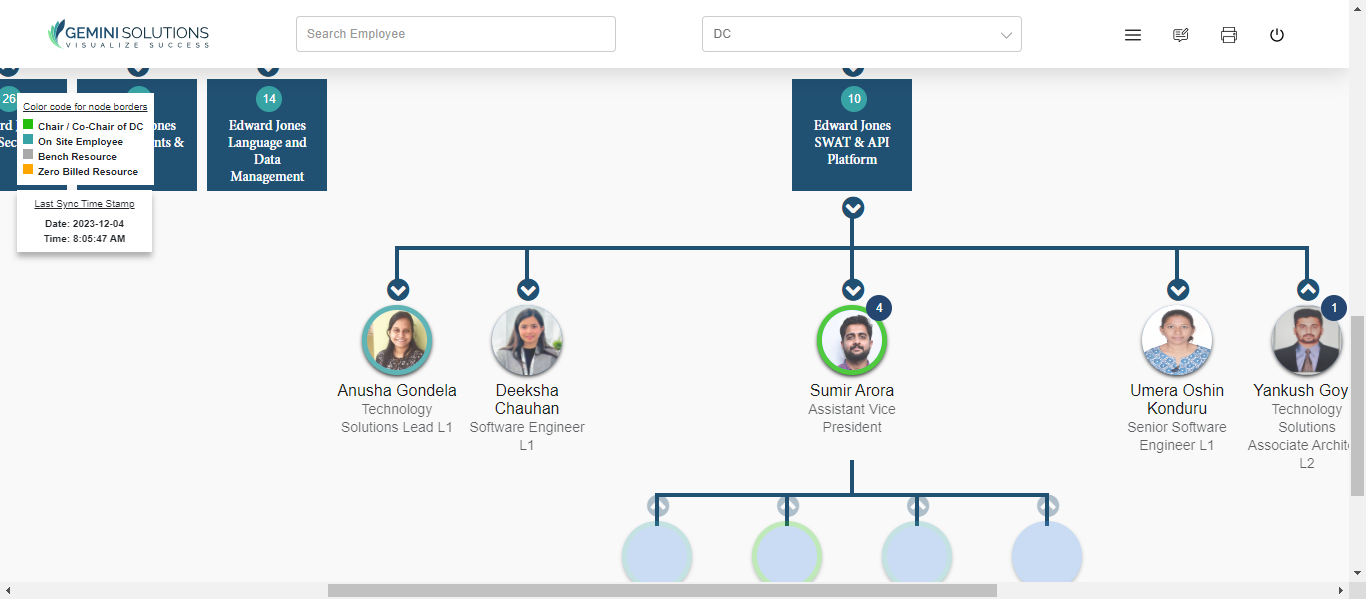 GEMINI SOLUTIONS
VISUALIZE SUCCESS
Search Employee
DC
26
14
10
Edward Jones
Language and
Data
Management
Edward Jones
SWAT & API
Platform
Color code for node borders
Chair / Co-Chair of DC
On Site Employee
Bench Resource
Zero Billed Resource
rd
Sec
ones
nts &
Last Sync Time Stamp
Date: 2023-12-04
Time: 8:05:47 AM
4
1
Anusha Gondela
Technology
Solutions Lead L1
Deeksha
Chauhan
Software Engineer
L1
Sumir Arora
Assistant Vice
President
Umera Oshin
Konduru
Senior Software
Engineer L1
Yankush Goy
Technology
Solutions
Associate Archit
L2